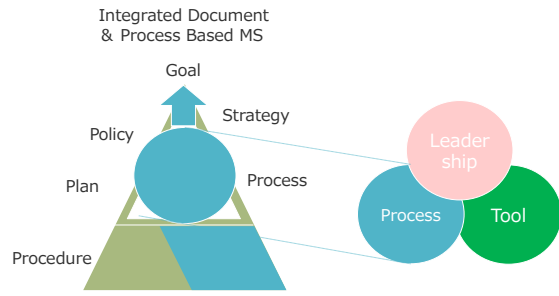 Integrated Document
& Process Based MS
Goal
Strategy
Policy
Plan
Process
Procedure
Leader
ship
Process
Tool